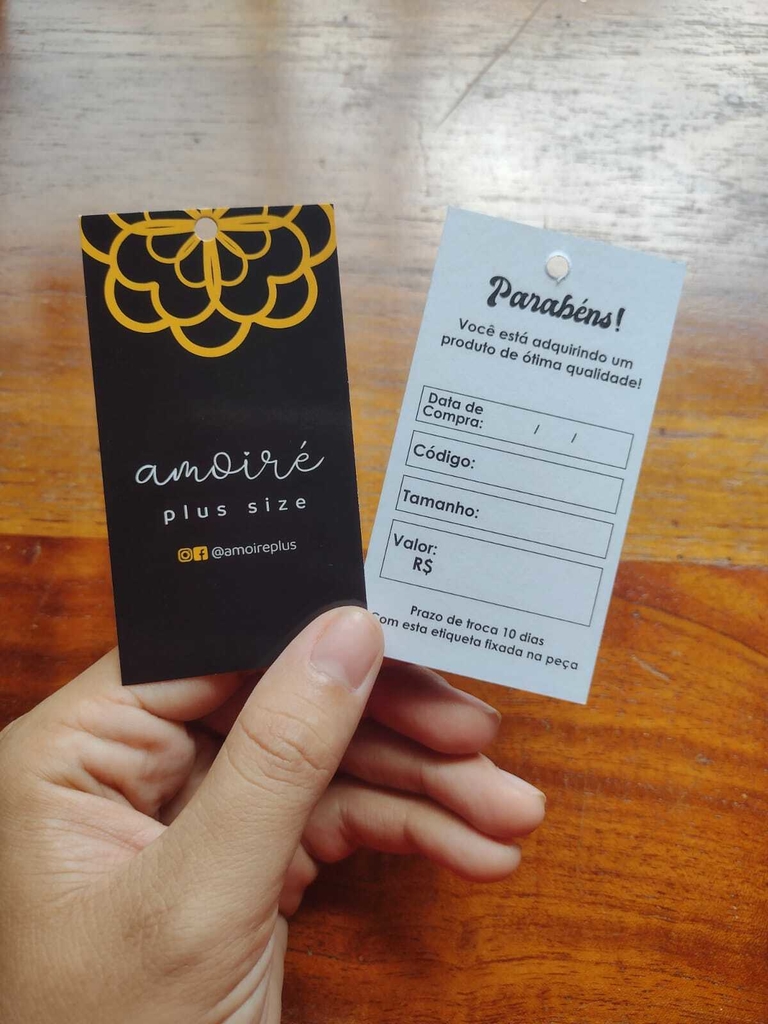 amoiré
plus size
@amoireplus
Parabéns!
Você está adquirindo um
produto de ótima qualidade!
Data de
Compra: / /
Código:
Tamanho:
Valor:
R$
Prazo de troca 10 dias
Com esta etiqueta fixada na peça